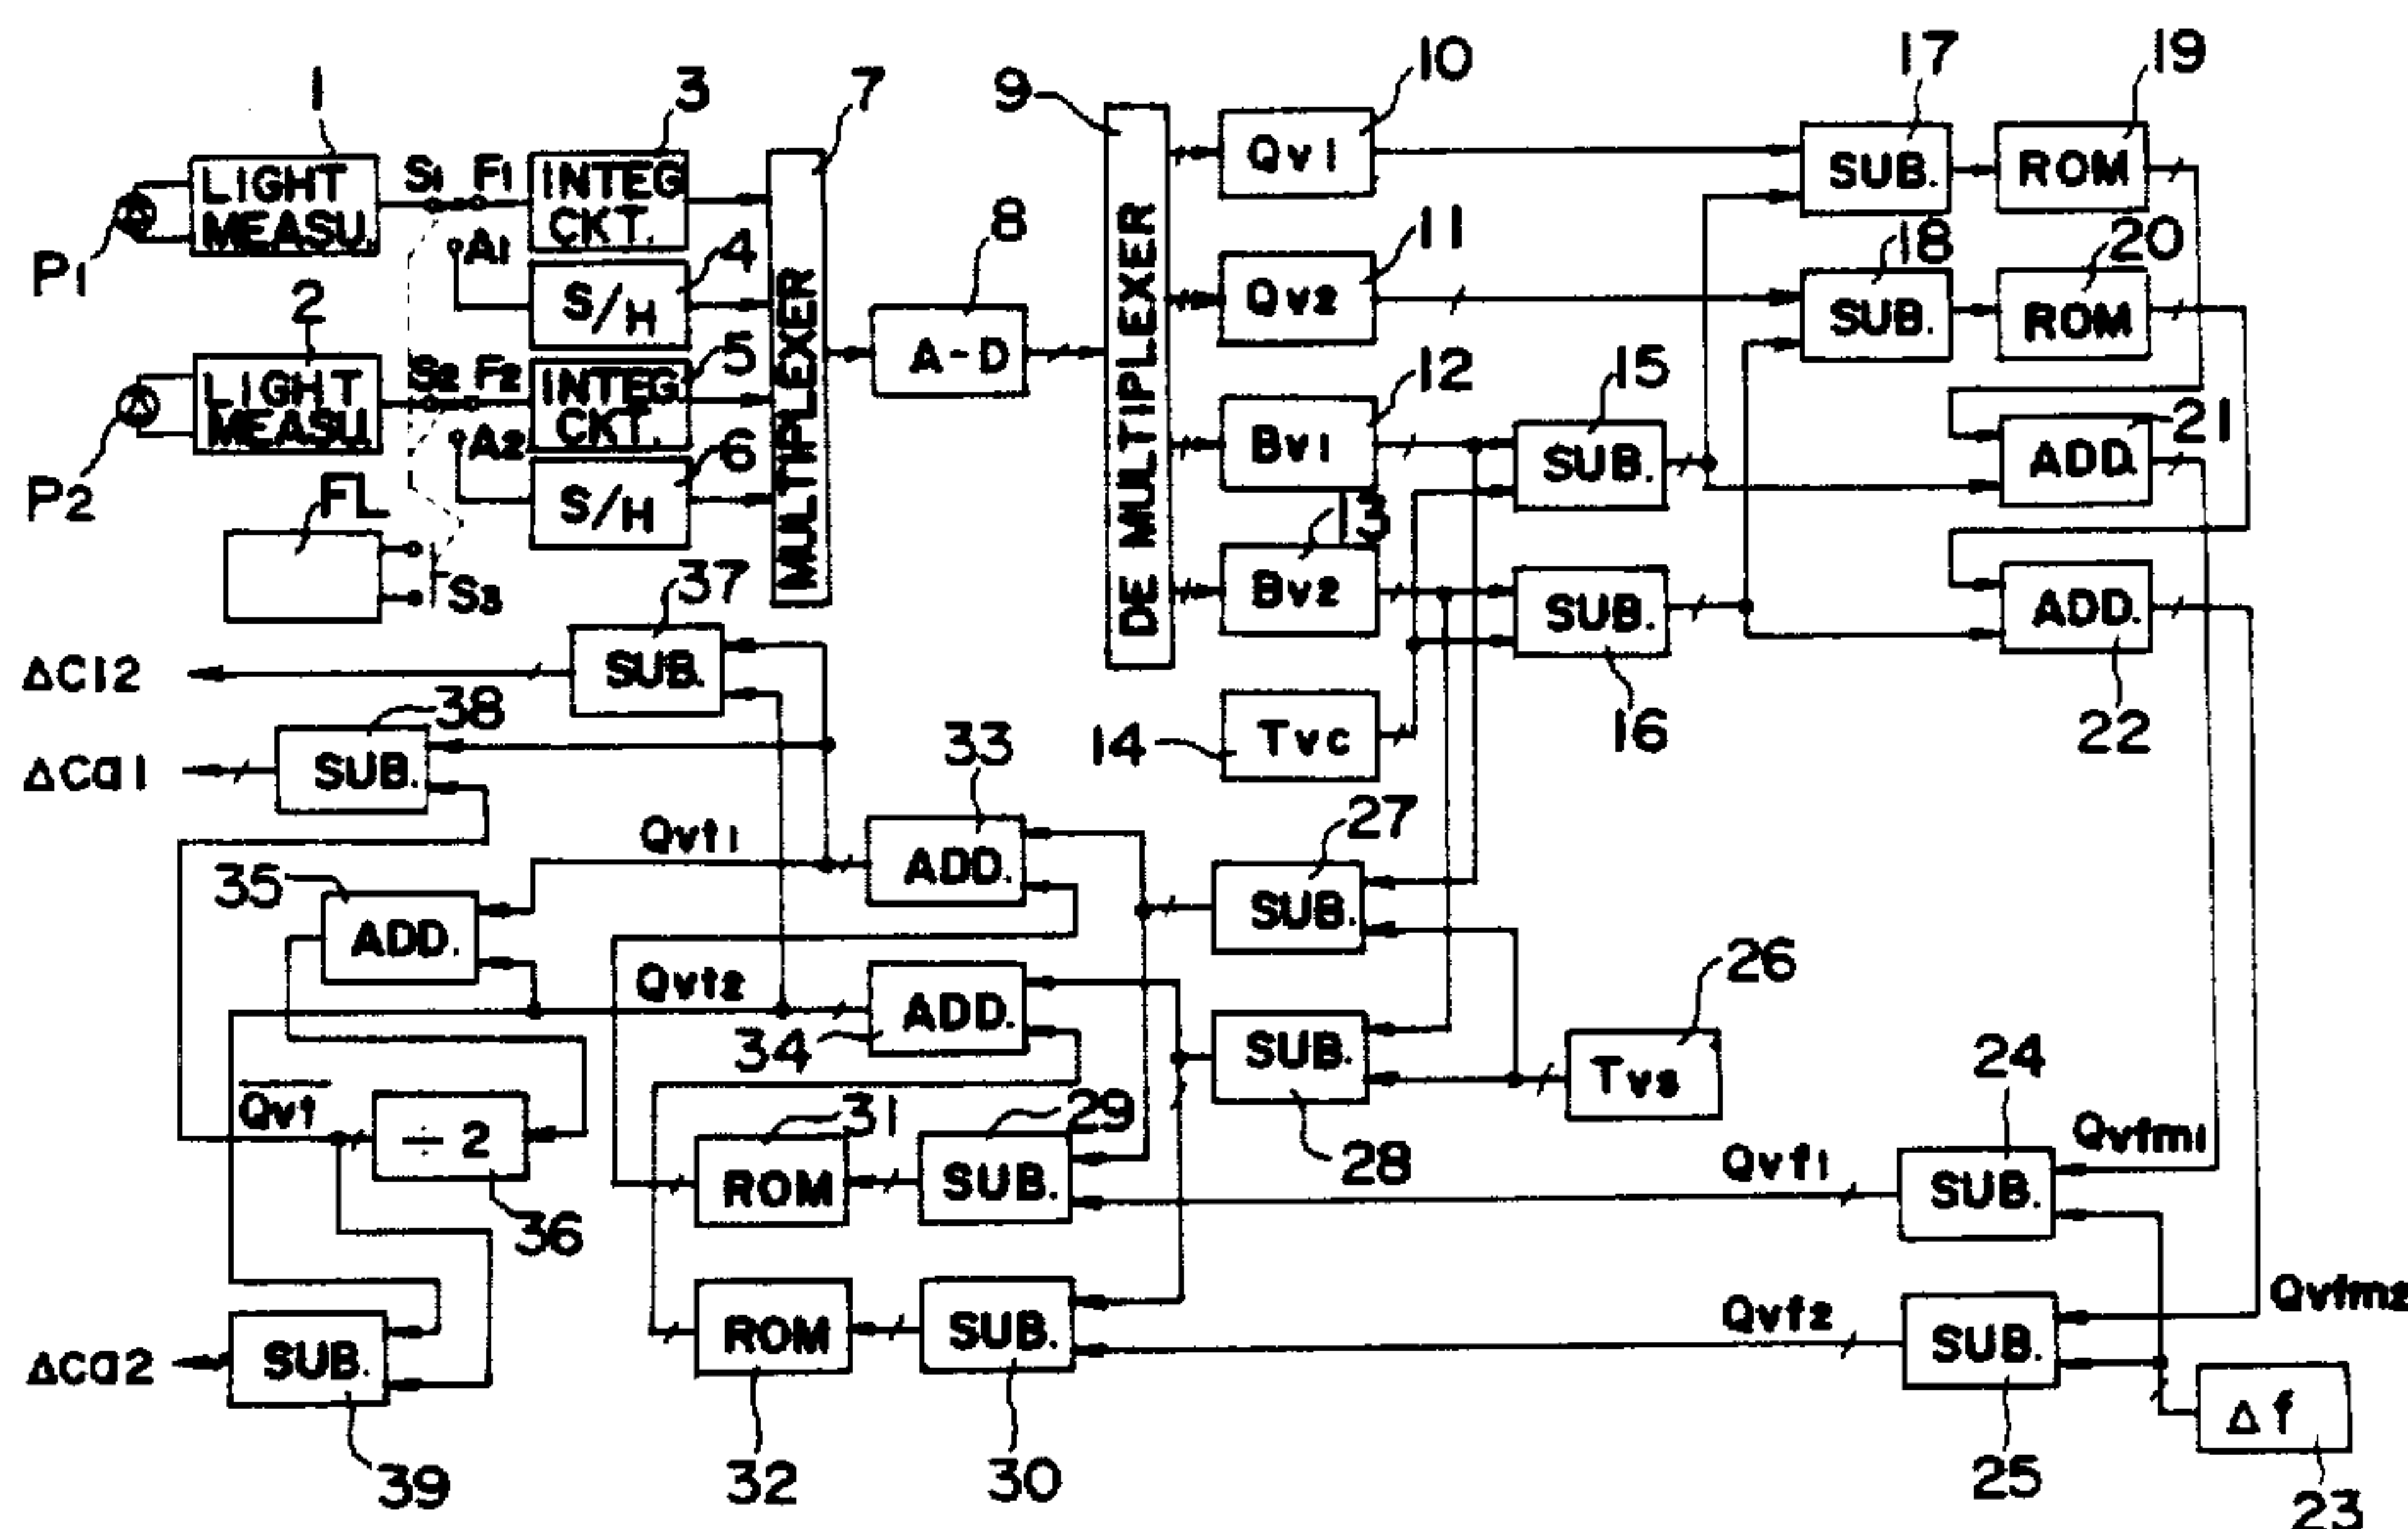 1
3
7
9
10
17
19
LIGHT
MEASU.
S1
F1
INTEG
CKT.
Qv1
SUB.
ROM
P1
A1
4
8
11
18
20
2
S/H
MULTIPLEXER
DE MULTIPLEXER
Qv2
SUB.
ROM
LIGHT
MEASU.
S2
F2
INTEG
CKT.
5
A-D
12
15
21
P2
A2
6
S/H
Bv1
SUB.
ADD.
FL
S3
13
Bv2
SUB.
ADD.
37
SUB.
ΔC12
38
SUB.
ΔCa1
14
Tvc
16
22
33
27
Qvt1
ADD.
SUB.
35
ADD.
26
Qvt2
34
ADD.
SUB.
28
Tvs
24
Qvt
÷ 2
36
31
ROM
29
SUB.
Qvf1
SUB.
Qvfm1
ROM
32
SUB.
30
Qvf2
SUB.
25
Qvfm2
ΔCa2
SUB.
39
Δf
23